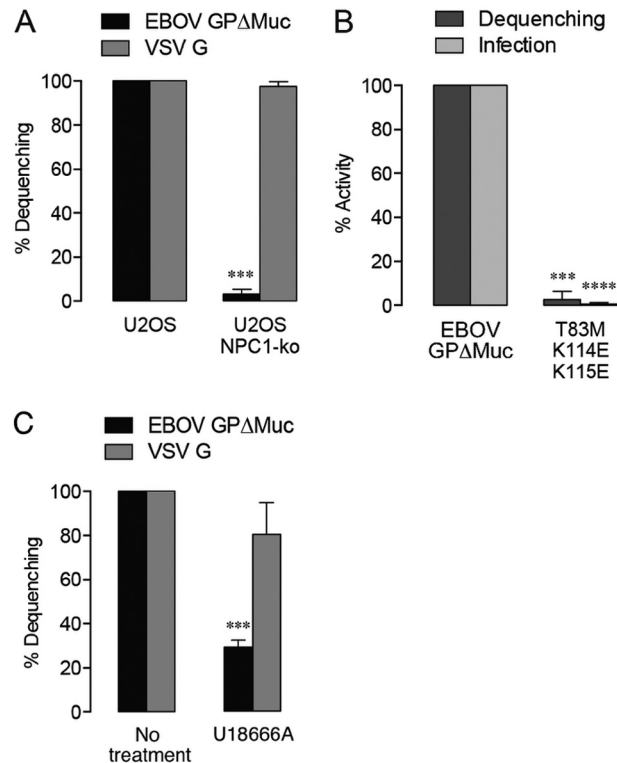 A
EBOV GPΔMuc
VSV G
% Dequenching
100
80
60
40
20
0
***
U2OS
U2OS
NPC1-ko
B
Dequenching
Infection
% Activity
100
80
60
40
20
0
***
****
EBOV
GPΔMuc
T83M
K114E
K115E
C
EBOV GPΔMuc
VSV G
% Dequenching
100
80
60
40
20
0
***
No
treatment
U18666A